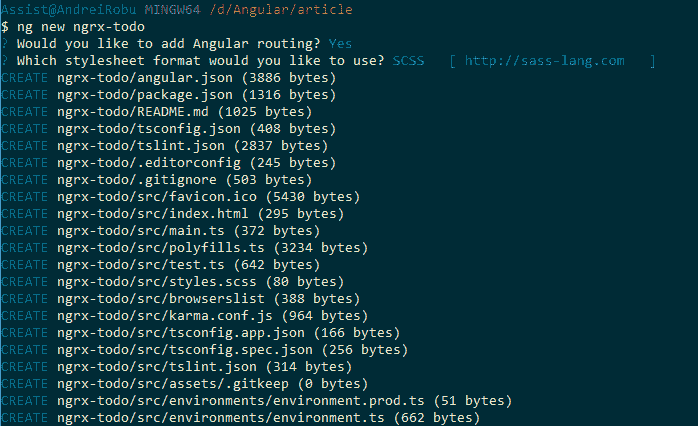 Assist@AndreiRobu MINGW64 /d/Angular/article
$ ng new ngrx-todo
? Would you like to add Angular routing? Yes
? Which stylesheet format would you like to use? SCSS   [ http://sass-lang.com   ]
CREATE ngrx-todo/angular.json (3886 bytes)
CREATE ngrx-todo/package.json (1316 bytes)
CREATE ngrx-todo/README.md (1025 bytes)
CREATE ngrx-todo/tsconfig.json (408 bytes)
CREATE ngrx-todo/tslint.json (2837 bytes)
CREATE ngrx-todo/.editorconfig (245 bytes)
CREATE ngrx-todo/.gitignore (503 bytes)
CREATE ngrx-todo/src/favicon.ico (5430 bytes)
CREATE ngrx-todo/src/index.html (295 bytes)
CREATE ngrx-todo/src/main.ts (372 bytes)
CREATE ngrx-todo/src/polyfills.ts (3234 bytes)
CREATE ngrx-todo/src/test.ts (642 bytes)
CREATE ngrx-todo/src/styles.scss (80 bytes)
CREATE ngrx-todo/src/browserslist (388 bytes)
CREATE ngrx-todo/src/karma.conf.js (964 bytes)
CREATE ngrx-todo/src/tsconfig.app.json (166 bytes)
CREATE ngrx-todo/src/tsconfig.spec.json (256 bytes)
CREATE ngrx-todo/src/tslint.json (314 bytes)
CREATE ngrx-todo/src/assets/.gitkeep (0 bytes)
CREATE ngrx-todo/src/environments/environment.prod.ts (51 bytes)
CREATE ngrx-todo/src/environments/environment.ts (662 bytes)